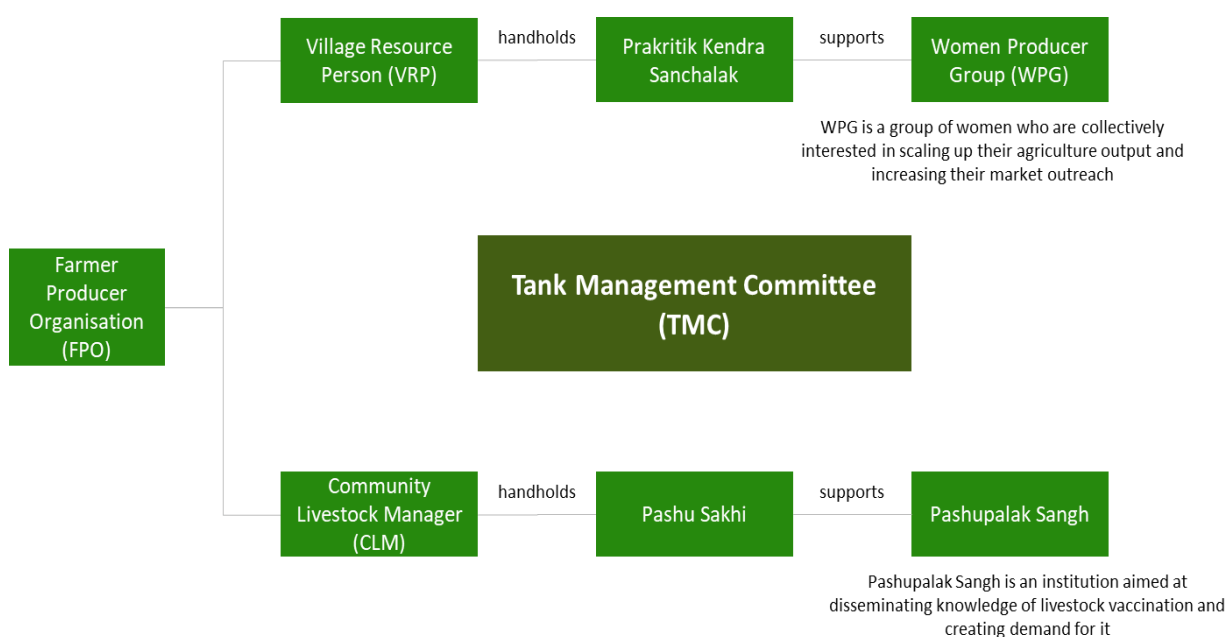 Village Resource
Person (VRP)
handholds
Prakritik Kendra
Sanchalak
supports
Women Producer
Group (WPG)
WPG is a group of women who are collectively
interested in scaling up their agriculture output and
increasing their market outreach
Farmer
Producer
Organisation
(FPO)
Tank Management Committee
(TMC)
Community
Livestock Manager
(CLM)
handholds
Pashu Sakhi
supports
Pashupalak Sangh
Pashupalak Sangh is an institution aimed at
disseminating knowledge of livestock vaccination and
creating demand for it